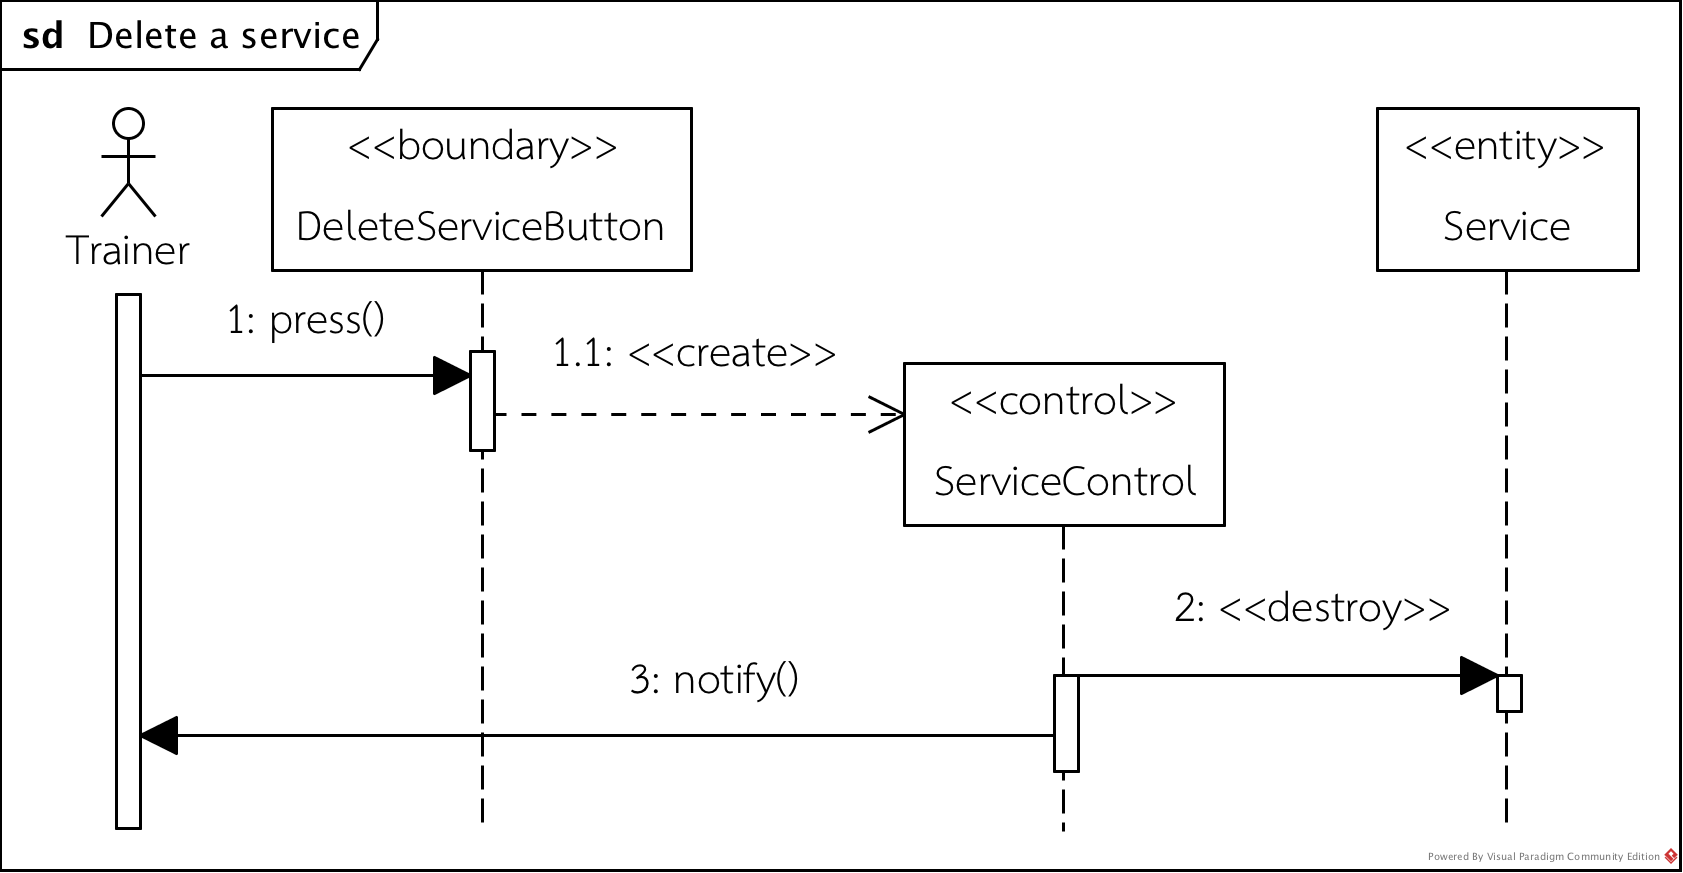 sd Delete a service
<<boundary>>
DeleteServiceButton
<<entity>>
Service
Trainer
1: press()
1.1: <<create>>
<<control>>
ServiceControl
2: <<destroy>>
3: notify()
Powered By Visual Paradigm Community Edition